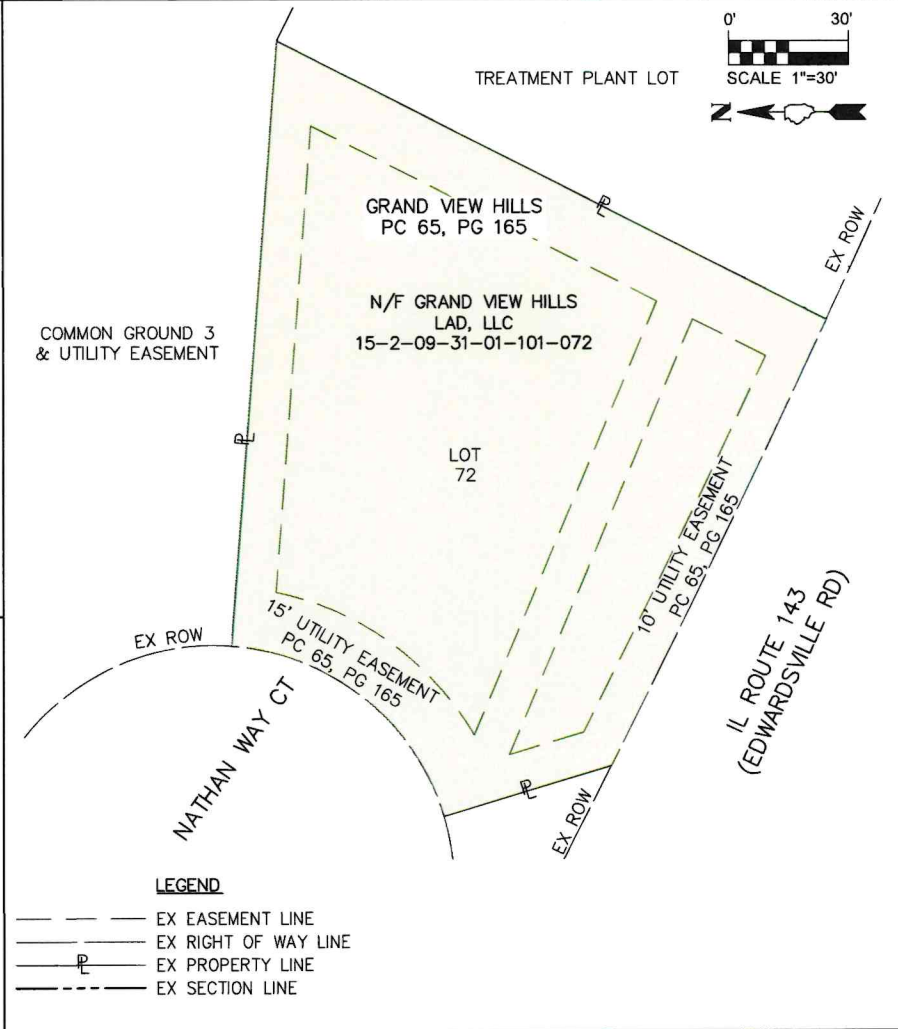 0' 30'
SCALE 1"=30'
N
TREATMENT PLANT LOT
GRAND VIEW HILLS
PC 65, PG 165
N/F GRAND VIEW HILLS
LAD, LLC
15-2-09-31-01-101-072
COMMON GROUND 3
& UTILITY EASEMENT
LOT
72
EX ROW
10' UTILITY EASEMENT
PC 65, PG 165
IL ROUTE 143
(EDWARDSVILLE RD)
EX ROW
15' UTILITY EASEMENT
PC 65, PG 165
NATHAN WAY CT
EX ROW
PL
PL
PL
LEGEND
EX EASEMENT LINE
EX RIGHT OF WAY LINE
PL EX PROPERTY LINE
EX SECTION LINE